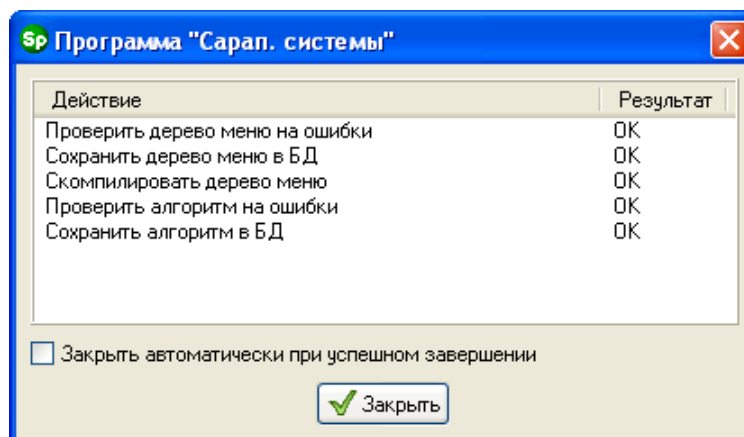 Sp Программа "Сарап. системы"
Действие Результат
Проверить дерево меню на ошибки OK
Сохранить дерево меню в БД OK
Скомпилировать дерево меню OK
Проверить алгоритм на ошибки OK
Сохранить алгоритм в БД OK
Закрыть автоматически при успешном завершении
Закрыть